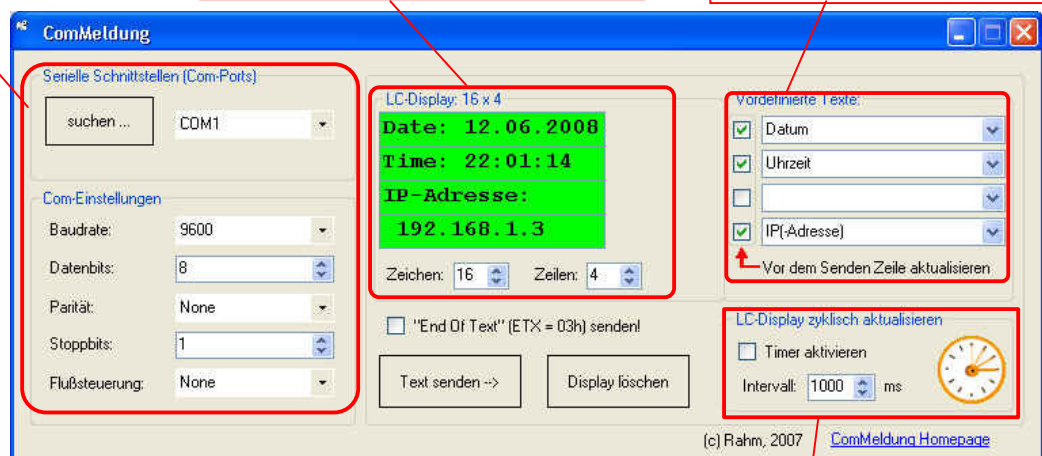 ComMeldung
Serielle Schnittstellen (Com-Ports)
suchen ...
COM1
Com-Einstellungen
Baudrate: 9600
Datenbits: 8
Parität: None
Stoppbits: 1
Flußsteuerung: None
LC-Display: 16 x 4
Date: 12.06.2008
Time: 22:01:14
IP-Adresse:
192.168.1.3
Zeichen: 16 Zeilen: 4
"End Of Text" (ETX = 03h) senden!
Text senden --> Display löschen
Vordefinierte Texte:
Datum
Uhrzeit
IP(-Adresse)
Vor dem Senden Zeile aktualisieren
LC-Display zyklisch aktualisieren
Timer aktivieren
Intervall: 1000 ms
(c) Rahm, 2007 ComMeldung Homepage